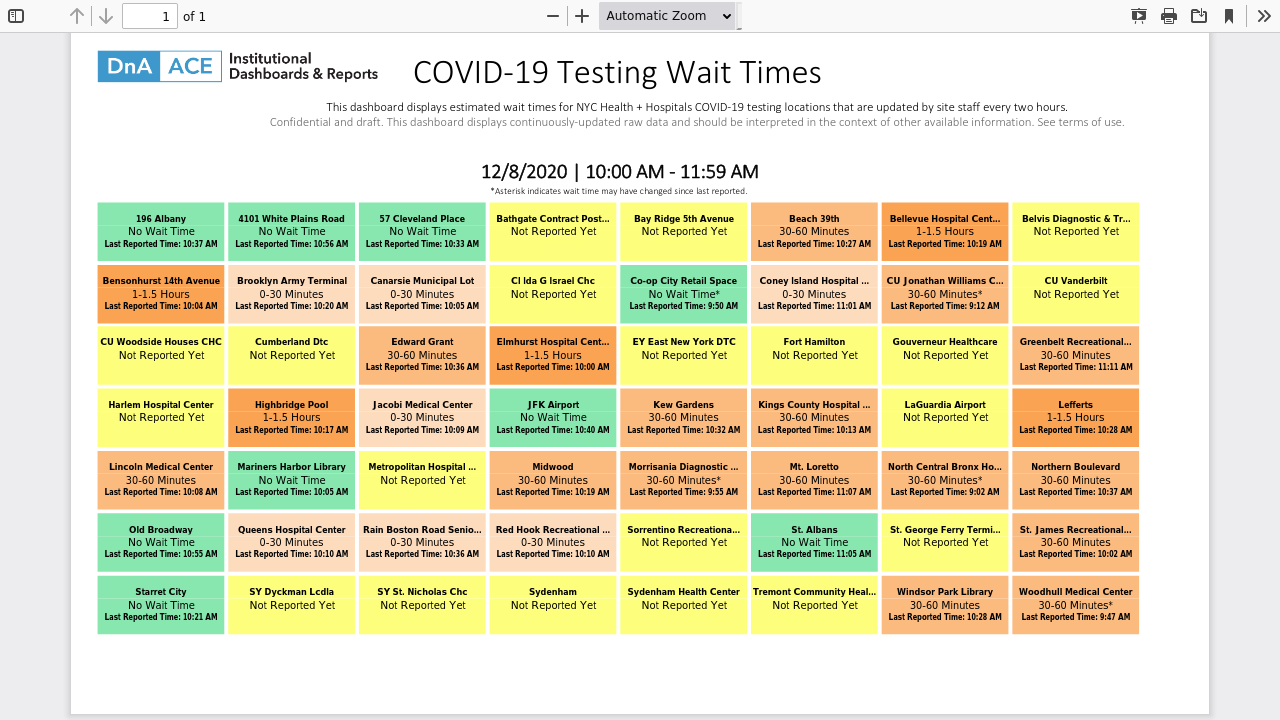 1 of 1 Automatic Zoom
DnA ACE Institutional
Dashboards & Reports
COVID-19 Testing Wait Times
This dashboard displays estimated wait times for NYC Health + Hospitals COVID-19 testing locations that are updated by site staff every two hours.
Confidential and draft. This dashboard displays continuously-updated raw data and should be interpreted in the context of other available information. See terms of use.
12/8/2020 | 10:00 AM - 11:59 AM
*Asterisk indicates wait time may have changed since last reported.
196 Albany
No Wait Time
Last Reported Time: 10:37 AM
4101 White Plains Road
No Wait Time
Last Reported Time: 10:56 AM
57 Cleveland Place
No Wait Time
Last Reported Time: 10:33 AM
Bathgate Contract Post...
Not Reported Yet
Bay Ridge 5th Avenue
Not Reported Yet
Beach 39th
30-60 Minutes
Last Reported Time: 10:27 AM
Bellevue Hospital Cent...
1-1.5 Hours
Last Reported Time: 10:19 AM
Belvis Diagnostic & Tr...
Not Reported Yet
Bensonhurst 14th Avenue
1-1.5 Hours
Last Reported Time: 10:04 AM
Brooklyn Army Terminal
0-30 Minutes
Last Reported Time: 10:20 AM
Canarsie Municipal Lot
0-30 Minutes
Last Reported Time: 10:05 AM
Cl Ida G Israel Chc
Not Reported Yet
Co-op City Retail Space
No Wait Time*
Last Reported Time: 9:50 AM
Coney Island Hospital ...
0-30 Minutes
Last Reported Time: 11:01 AM
CU Jonathan Williams C...
30-60 Minutes*
Last Reported Time: 9:12 AM
CU Vanderbilt
Not Reported Yet
CU Woodside Houses CHC
Not Reported Yet
Cumberland Dtc
Not Reported Yet
Edward Grant
30-60 Minutes
Last Reported Time: 10:36 AM
Elmhurst Hospital Cent...
1-1.5 Hours
Last Reported Time: 10:00 AM
EY East New York DTC
Not Reported Yet
Fort Hamilton
Not Reported Yet
Gouverneur Healthcare
Not Reported Yet
Greenbelt Recreational...
30-60 Minutes
Last Reported Time: 11:11 AM
Harlem Hospital Center
Not Reported Yet
Highbridge Pool
1-1.5 Hours
Last Reported Time: 10:17 AM
Jacobi Medical Center
0-30 Minutes
Last Reported Time: 10:09 AM
JFK Airport
No Wait Time
Last Reported Time: 10:40 AM
Kew Gardens
30-60 Minutes
Last Reported Time: 10:32 AM
Kings County Hospital ...
30-60 Minutes
Last Reported Time: 10:13 AM
LaGuardia Airport
Not Reported Yet
Lefferts
1-1.5 Hours
Last Reported Time: 10:28 AM
Lincoln Medical Center
30-60 Minutes
Last Reported Time: 10:08 AM
Mariners Harbor Library
No Wait Time
Last Reported Time: 10:05 AM
Metropolitan Hospital ...
Not Reported Yet
Midwood
30-60 Minutes
Last Reported Time: 10:19 AM
Morrisania Diagnostic ...
30-60 Minutes*
Last Reported Time: 9:55 AM
Mt. Loretto
30-60 Minutes
Last Reported Time: 11:07 AM
North Central Bronx Ho...
30-60 Minutes*
Last Reported Time: 9:02 AM
Northern Boulevard
30-60 Minutes
Last Reported Time: 10:37 AM
Old Broadway
No Wait Time
Last Reported Time: 10:55 AM
Queens Hospital Center
0-30 Minutes
Last Reported Time: 10:10 AM
Rain Boston Road Senio...
0-30 Minutes
Last Reported Time: 10:36 AM
Red Hook Recreational ...
0-30 Minutes
Last Reported Time: 10:10 AM
Sorrentino Recreationa...
Not Reported Yet
St. Albans
No Wait Time
Last Reported Time: 11:05 AM
St. George Ferry Termi...
Not Reported Yet
St. James Recreational...
30-60 Minutes
Last Reported Time: 10:02 AM
Starret City
No Wait Time
Last Reported Time: 10:21 AM
SY Dyckman Lcdla
Not Reported Yet
SY St. Nicholas Chc
Not Reported Yet
Sydenham
Not Reported Yet
Sydenham Health Center
Not Reported Yet
Tremont Community Heal...
Not Reported Yet
Windsor Park Library
30-60 Minutes
Last Reported Time: 10:28 AM
Woodhull Medical Center
30-60 Minutes*
Last Reported Time: 9:47 AM